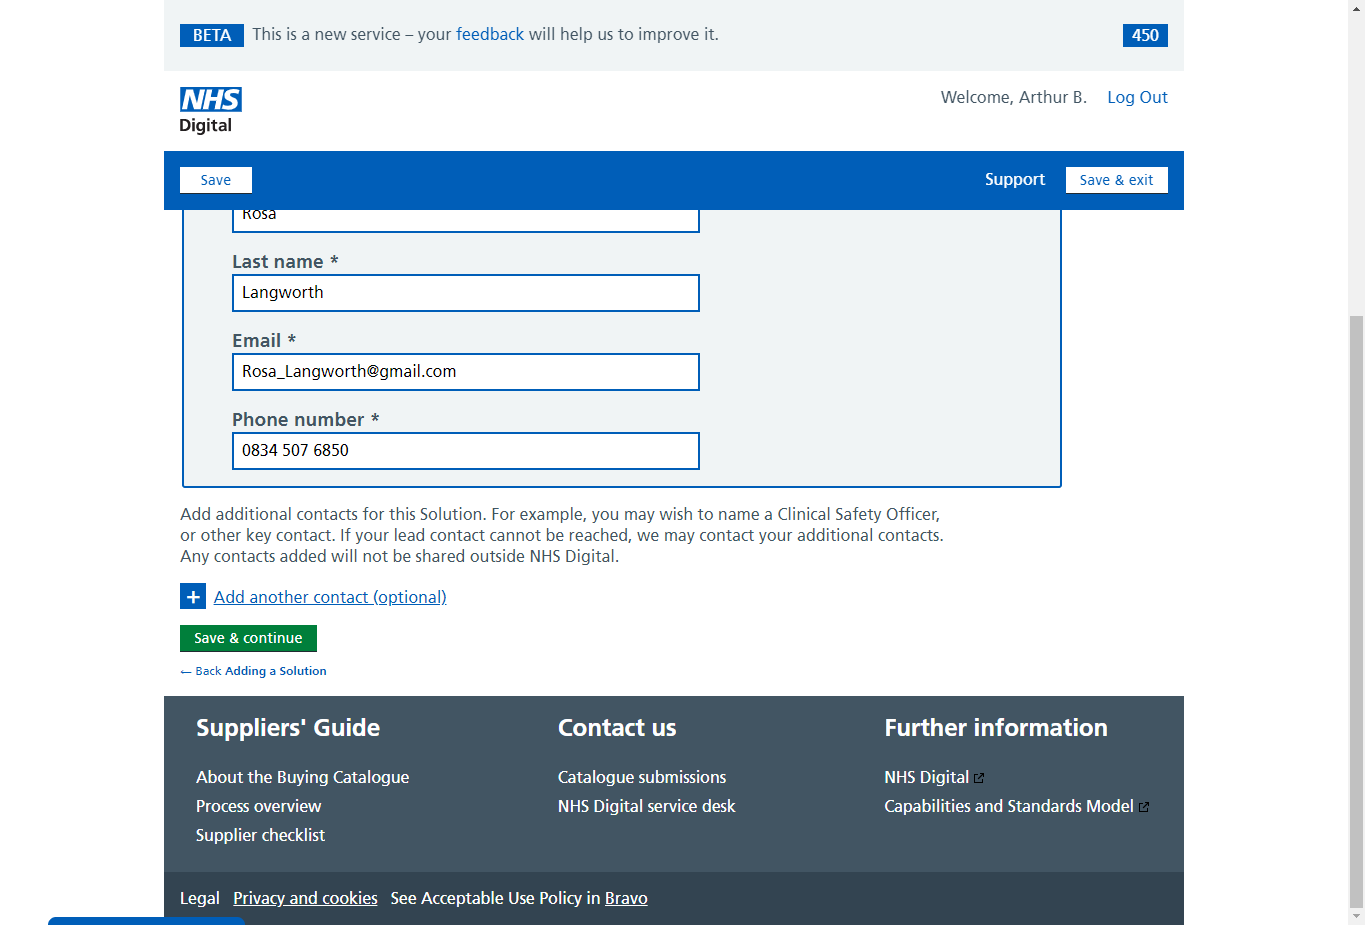 BETA This is a new service – your feedback will help us to improve it. 450
NHS
Digital
Welcome, Arthur B. Log Out
Save Support Save & exit
Rosa
Last name *
Langworth
Email *
Rosa_Langworth@gmail.com
Phone number *
0834 507 6850
Add additional contacts for this Solution. For example, you may wish to name a Clinical Safety Officer,
or other key contact. If your lead contact cannot be reached, we may contact your additional contacts.
Any contacts added will not be shared outside NHS Digital.
+ Add another contact (optional)
Save & continue
← Back Adding a Solution
Suppliers' Guide
About the Buying Catalogue
Process overview
Supplier checklist
Contact us
Catalogue submissions
NHS Digital service desk
Further information
NHS Digital
Capabilities and Standards Model
Legal Privacy and cookies See Acceptable Use Policy in Bravo